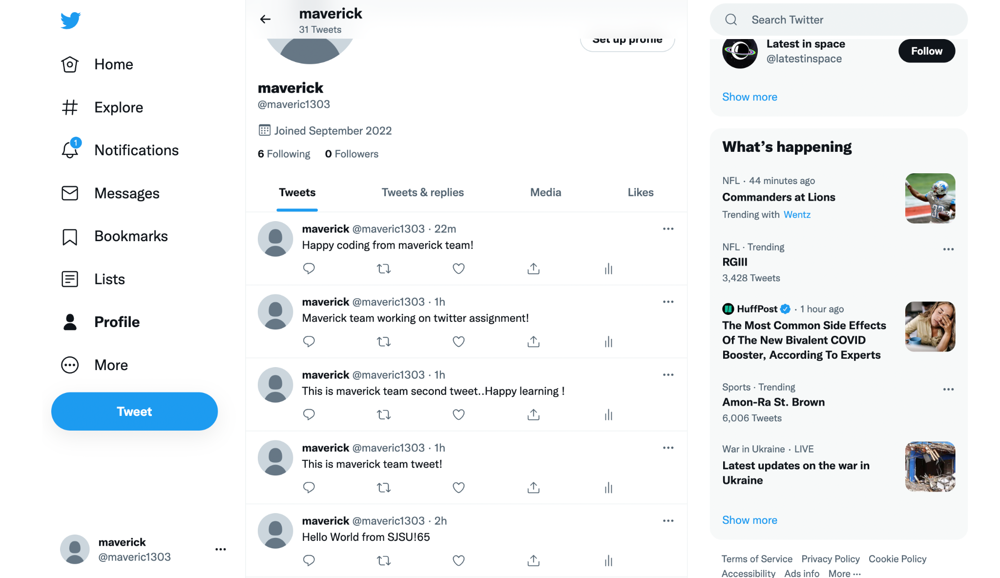 Home
Explore
1
Notifications
Messages
Bookmarks
Lists
Profile
More
Tweet
maverick
@maveric1303
maverick
31 Tweets
Set up profile
maverick
@maveric1303
Joined September 2022
6 Following 0 Followers
Tweets Tweets & replies Media Likes
maverick @maveric1303 · 22m
Happy coding from maverick team!
maverick @maveric1303 · 1h
Maverick team working on twitter assignment!
maverick @maveric1303 · 1h
This is maverick team second tweet..Happy learning !
maverick @maveric1303 · 1h
This is maverick team tweet!
maverick @maveric1303 · 2h
Hello World from SJSU!65
Search Twitter
Latest in space
@latestinspace
Follow
Show more
What’s happening
NFL · 44 minutes ago
Commanders at Lions
Trending with Wentz
33
NFL · Trending
RGIII
3,428 Tweets
HuffPost · 1 hour ago
The Most Common Side Effects
Of The New Bivalent COVID
Booster, According To Experts
Sports · Trending
Amon-Ra St. Brown
6,006 Tweets
War in Ukraine · LIVE
Latest updates on the war in
Ukraine
Show more
Terms of Service Privacy Policy Cookie Policy
Accessibility Ads info More ···